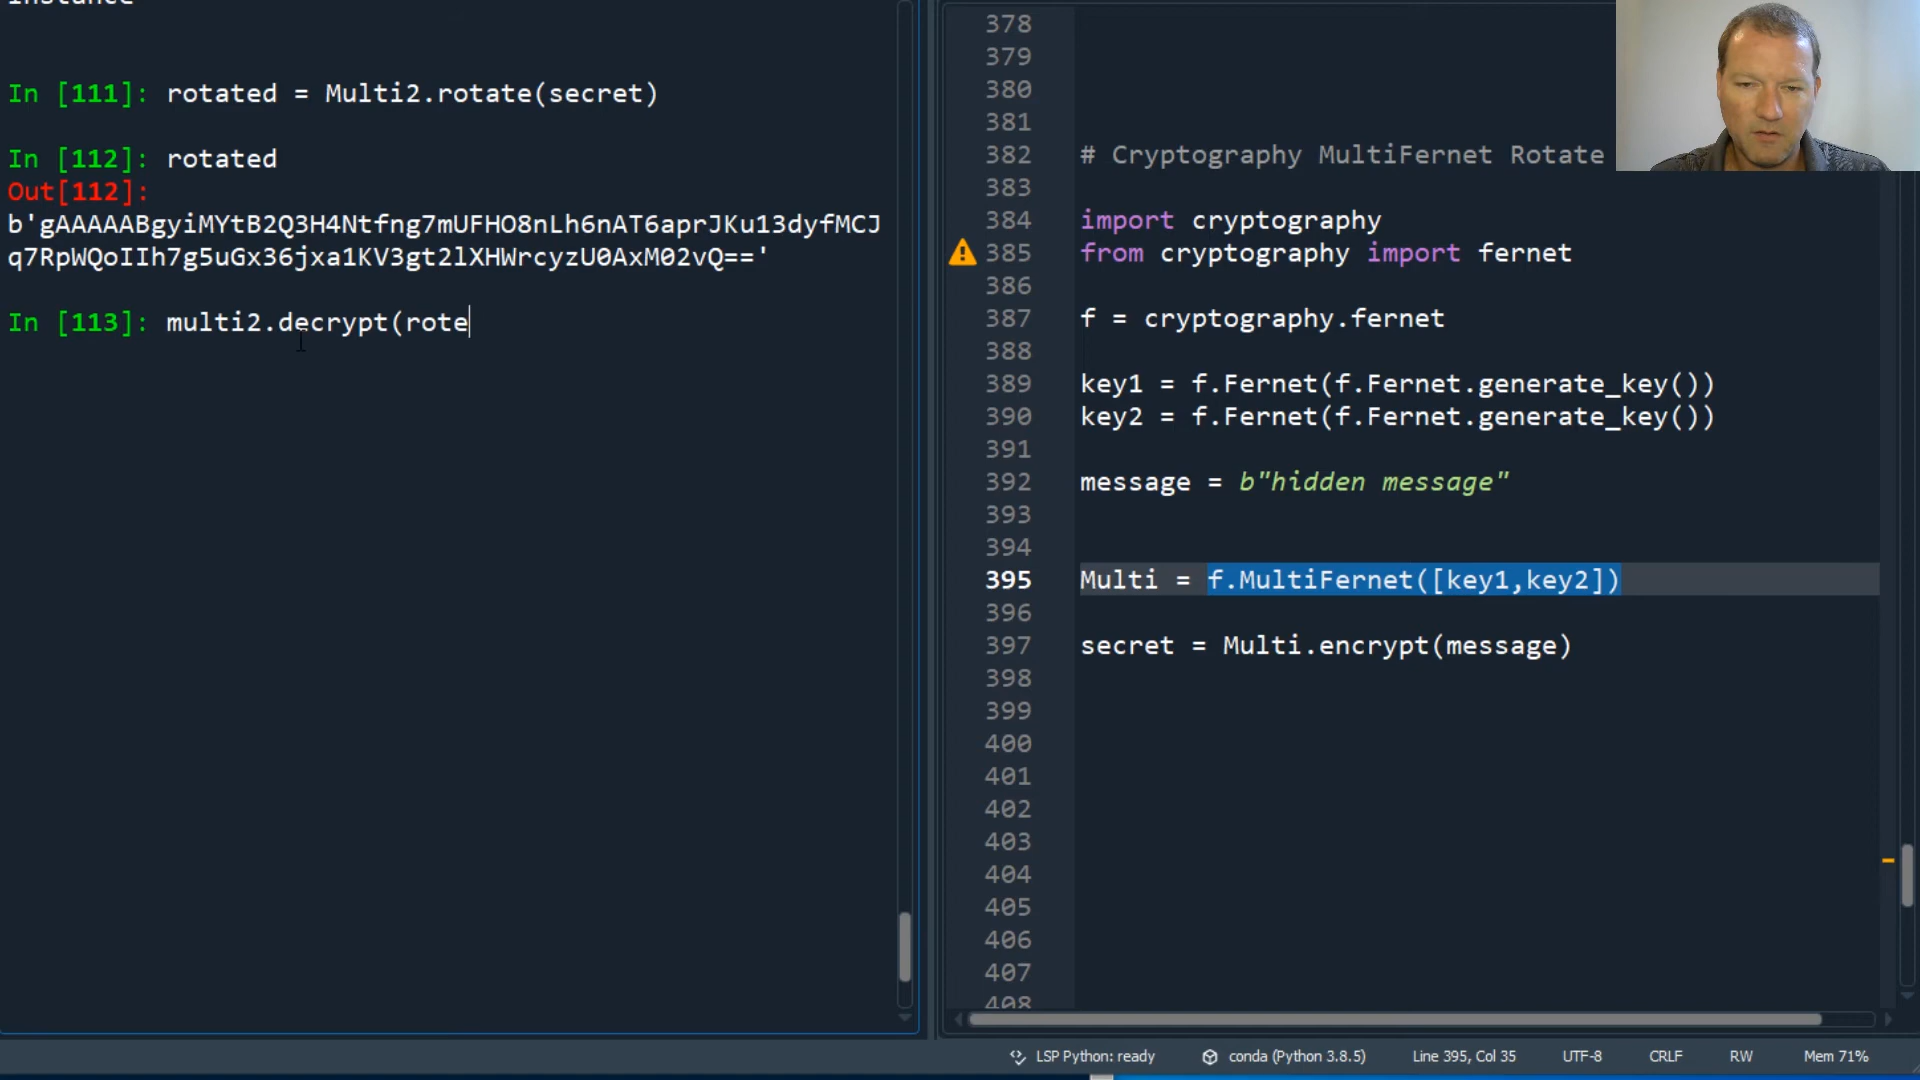 In [111]: rotated = Multi2.rotate(secret)
In [112]: rotated
Out[112]:
b'gAAAAABgyiMYtB2Q3H4Ntfng7mUFHO8nLh6nAT6aprJKu13dyfMCJ
q7RpWQoIIh7g5uGx36jxa1KV3gt2lXHWrcyzU0AxM02vQ=='
In [113]: multi2.decrypt(rote
378
379
380
381
382 # Cryptography MultiFernet Rotate
383
384 import cryptography
385 from cryptography import fernet
386
387 f = cryptography.fernet
388
389 key1 = f.Fernet(f.Fernet.generate_key())
390 key2 = f.Fernet(f.Fernet.generate_key())
391
392 message = b"hidden message"
393
394
395 Multi = f.MultiFernet([key1,key2])
396
397 secret = Multi.encrypt(message)
398
399
400
401
402
403
404
405
406
407
408
LSP Python: ready conda (Python 3.8.5) Line 395, Col 35 UTF-8 CRLF RW Mem 71%